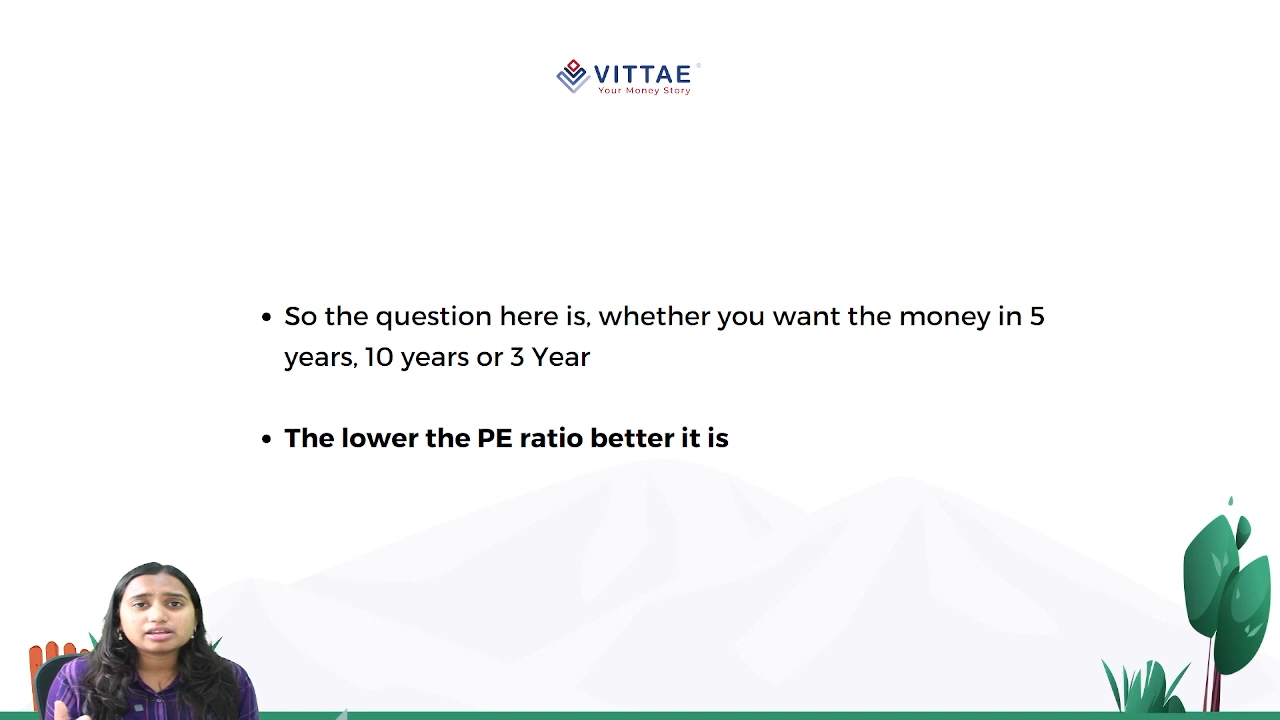 VITTAE®
Your Money Story
• So the question here is, whether you want the money in 5
years, 10 years or 3 Year
• The lower the PE ratio better it is